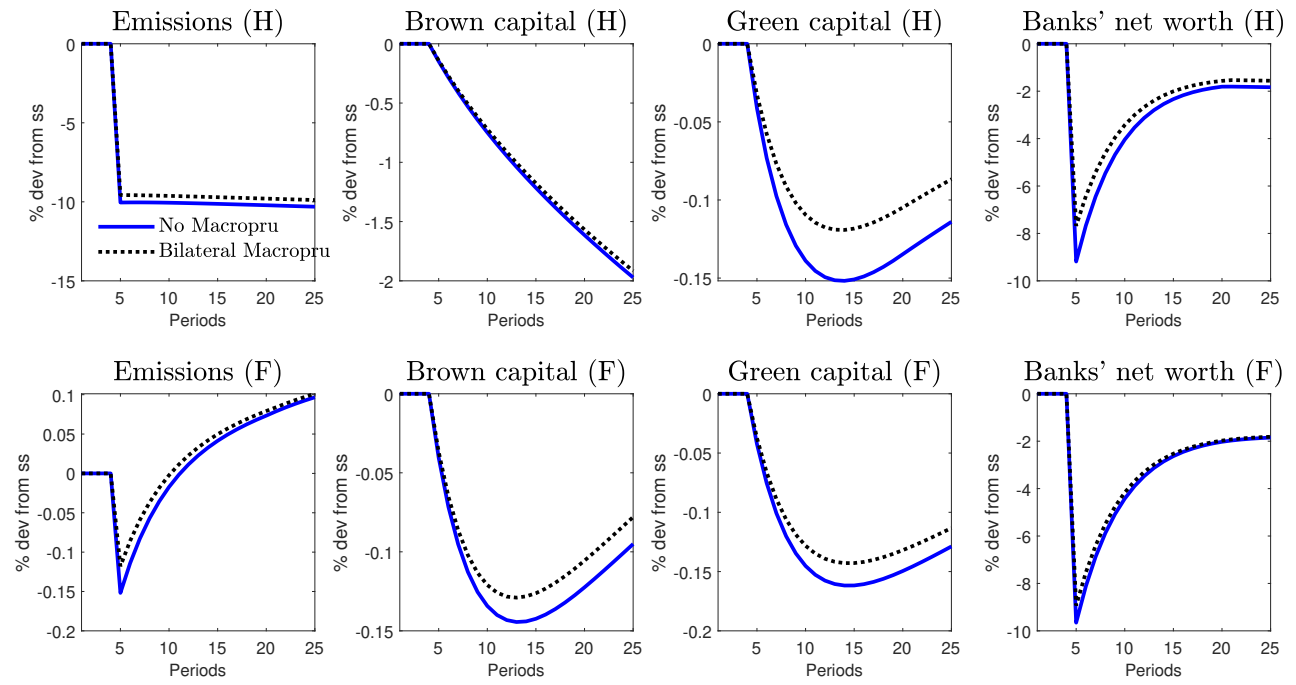 Emissions (H)
Brown capital (H)
Green capital (H)
Banks' net worth (H)
% dev from ss
0
-5
-10
-15
No Macropru
Bilateral Macropru
5 10 15 20 25
Periods
% dev from ss
0
-0.5
-1
-1.5
-2
5 10 15 20 25
Periods
% dev from ss
0
-0.05
-0.1
-0.15
5 10 15 20 25
Periods
% dev from ss
0
-2
-4
-6
-8
-10
5 10 15 20 25
Periods
Emissions (F)
Brown capital (F)
Green capital (F)
Banks' net worth (F)
% dev from ss
0.1
0.05
0
-0.05
-0.1
-0.15
-0.2
5 10 15 20 25
Periods
% dev from ss
0
-0.05
-0.1
-0.15
5 10 15 20 25
Periods
% dev from ss
0
-0.05
-0.1
-0.15
-0.2
5 10 15 20 25
Periods
% dev from ss
0
-2
-4
-6
-8
-10
5 10 15 20 25
Periods